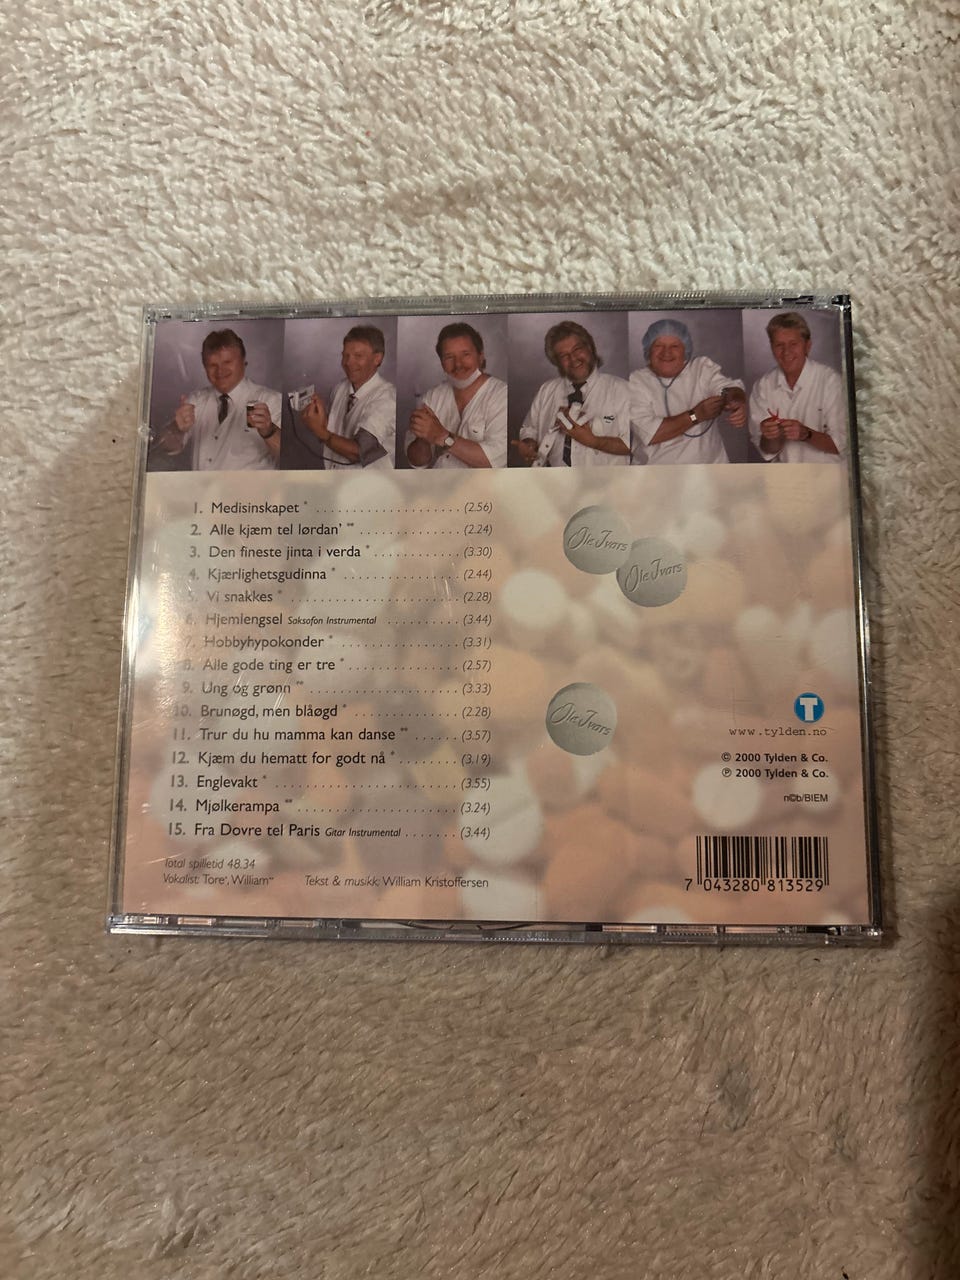 1. Medisinskapet * ..................... (2.56)
2. Alle kjæm tel lørdan' ** ............... (2.24)
3. Den fineste jinta i verda * .............. (3.30)
4. Kjærlighetsgudinna * ................... (2.44)
5. Vi snakkes * .......................... (2.28)
6. Hjemlengsel Saksofon Instrumental .......... (3.44)
7. Hobbyhypokonder * .................... (3.31)
8. Alle gode ting er tre * ................. (2.57)
9. Ung og grønn ** ....................... (3.33)
10. Brunøgd, men blåøgd * ................. (2.28)
11. Trur du hu mamma kan danse ** ........ (3.57)
12. Kjæm du hematt for godt nå * .......... (3.19)
13. Englevakt * ........................... (3.55)
14. Mjølkerampa ** ....................... (3.24)
15. Fra Dovre tel Paris Gitar Instrumental ....... (3.44)
Total spilletid 48.34
Vokalist: Tore*, William** Tekst & musikk: William Kristoffersen
Ole Ivars
Ole Ivars
Ole Ivars
T
www.tylden.no
© 2000 Tylden & Co.
℗ 2000 Tylden & Co.
n©b/BIEM
7 043280 813529